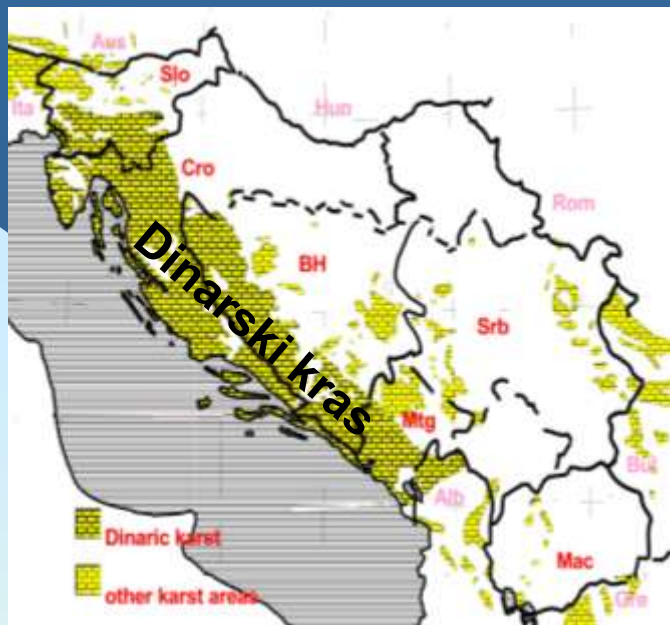 Aus
Slo
Ita
Hun
Cro
Rom
Dinarski kras
BH
Srb
Mtg
Bul
Alb
Dinaric karst
Mac
other karst areas
Gre